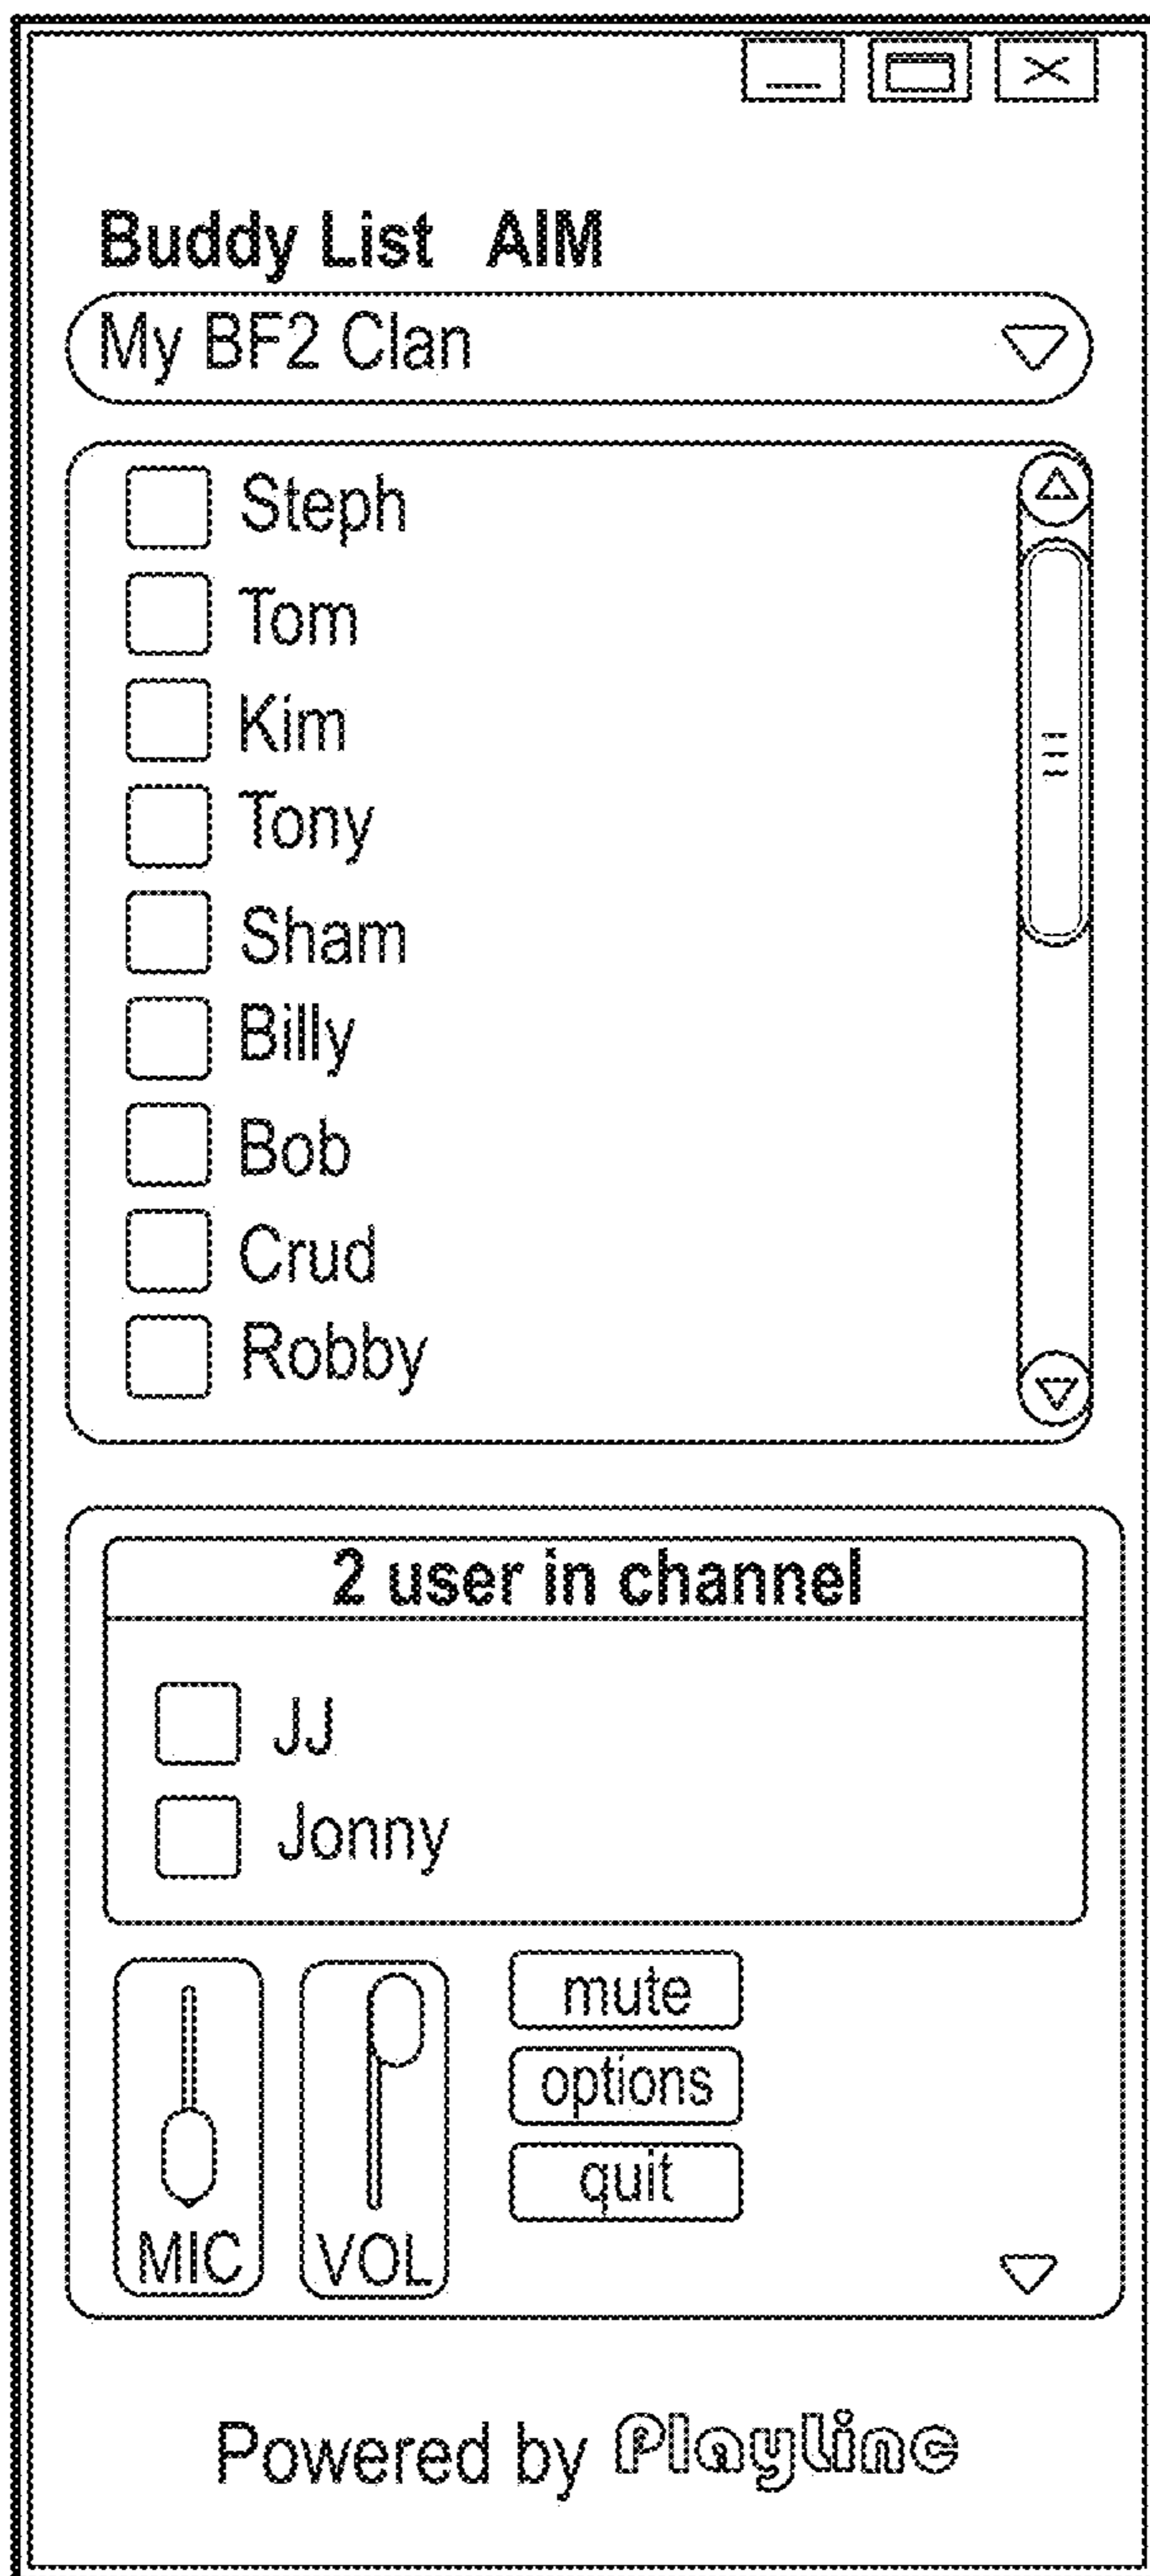 Buddy List AIM
My BF2 Clan
Steph
Tom
Kim
Tony
Sham
Billy
Bob
Crud
Robby
2 user in channel
JJ
Jonny
mute
options
quit
MIC VOL
Powered by PlayLinc